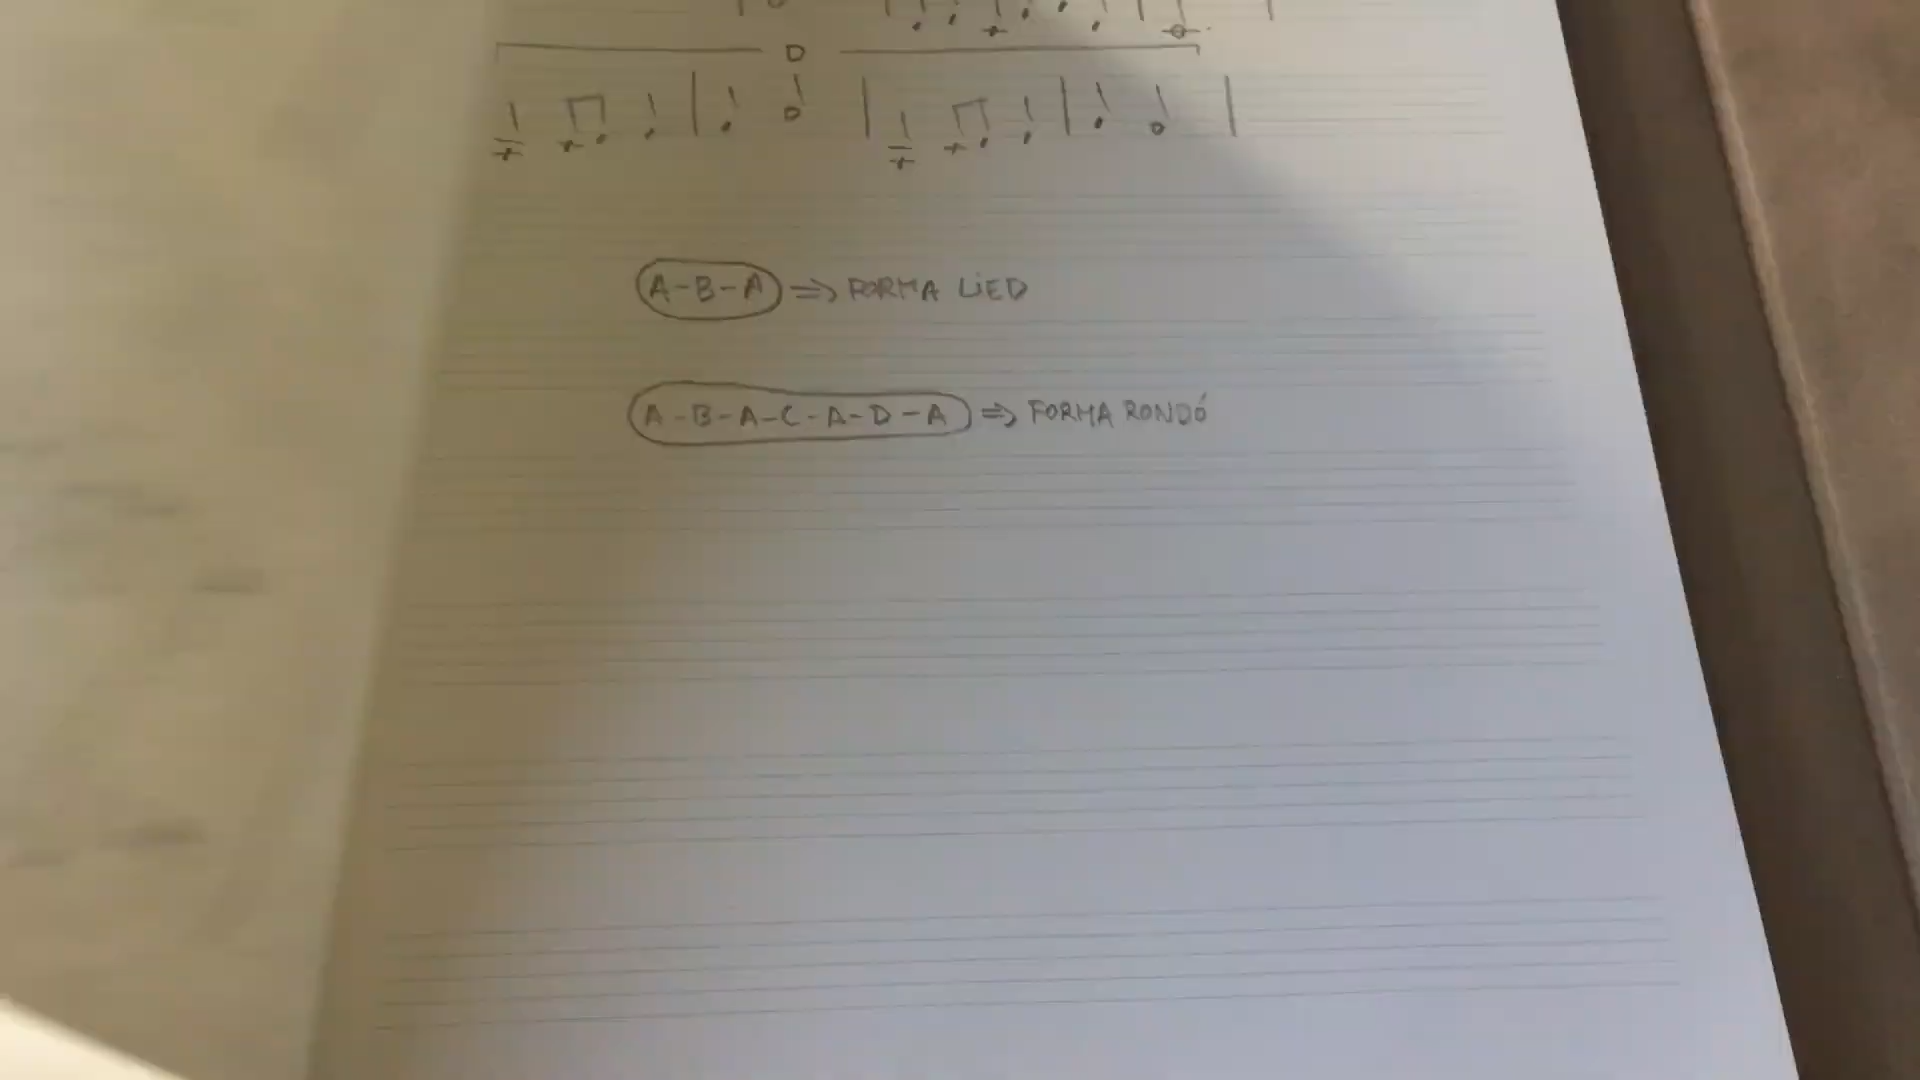 D
A-B-A ⇒ FORMA LIED
A-B-A-C-A-D-A ⇒ FORMA RONDÓ